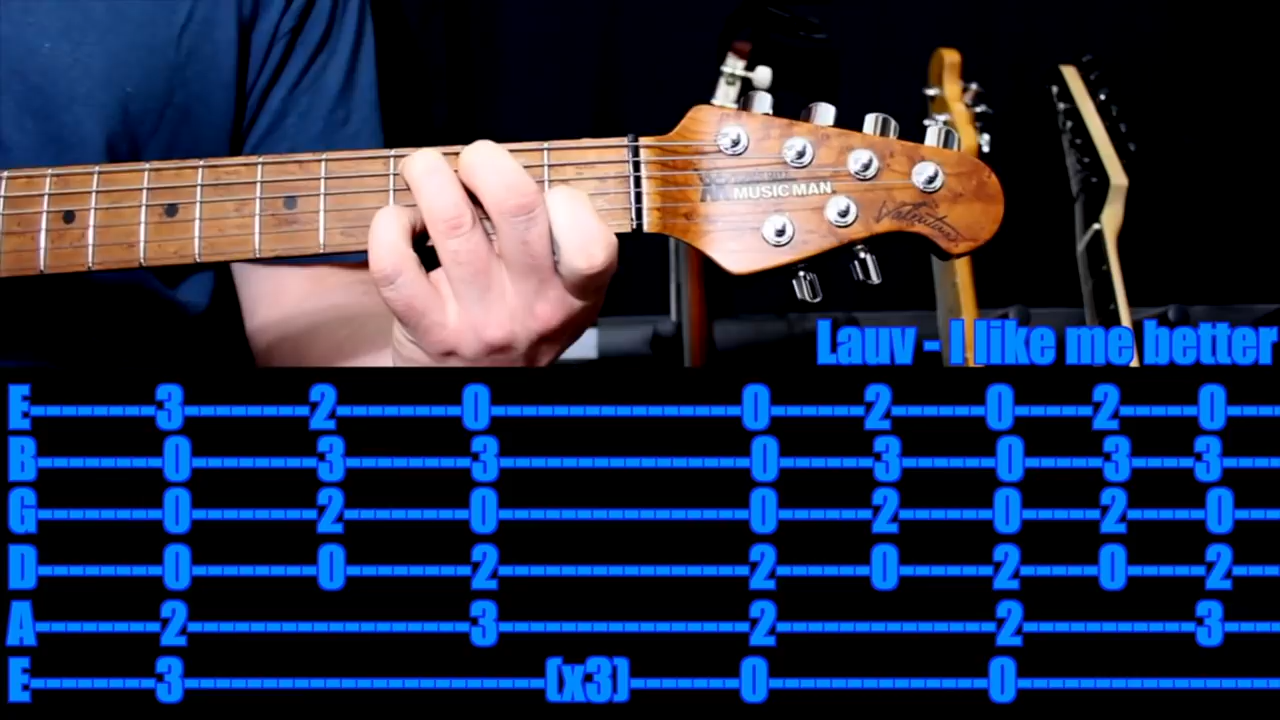 MUSIC MAN
Valentine
Lauv - I like me better
E---3---2---0-------0---2---0---2---0---
B---0---3---3-------0---3---0---3---3---
G---0---2---0-------0---2---0---2---0---
D---0---0---2-------2---0---2---0---2---
A---2-------3-------2-------2-------3---
E---3-------(x3)---0-------0-------